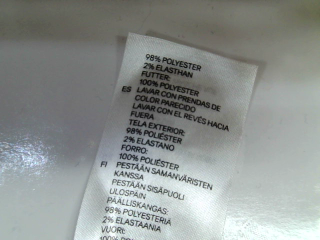 98% POLYESTER
2% ELASTHAN
FUTTER:
100% POLYESTER
ES LAVAR CON PRENDAS DE
COLOR PARECIDO
LAVAR CON EL REVÉS HACIA
FUERA
TELA EXTERIOR:
98% POLIÉSTER
2% ELASTANO
FORRO:
100% POLIÉSTER
FI PESTÄÄN SAMANVÄRISTEN
KANSSA
PESTÄÄN SISÄPUOLI
ULOSPÄIN
PÄÄLLISKANGAS:
98% POLYESTERIÄ
2% ELASTAANIA
VUORI:
100%